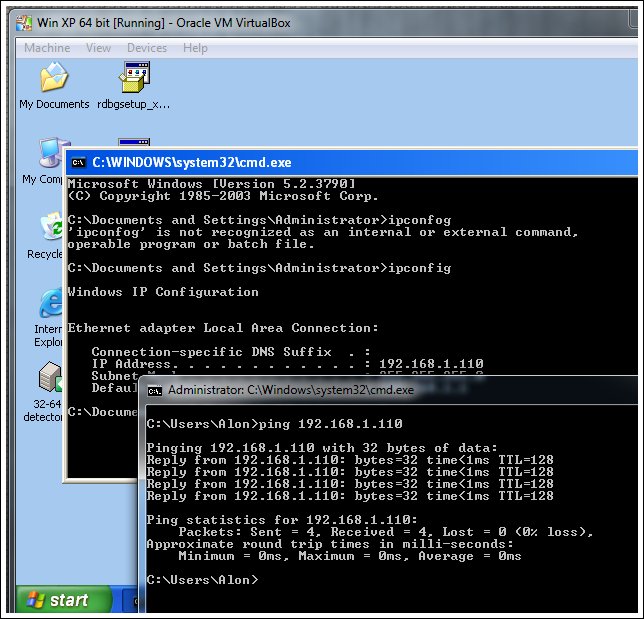 Win XP 64 bit [Running] - Oracle VM VirtualBox
Machine View Devices Help
My Documents rdbgsetup_x...
My Comp
Recycle
Intern
Explor
32-64
detector
C:\WINDOWS\system32\cmd.exe
Microsoft Windows [Version 5.2.3790]
(C) Copyright 1985-2003 Microsoft Corp.
C:\Documents and Settings\Administrator>ipconfog
'ipconfog' is not recognized as an internal or external command,
operable program or batch file.
C:\Documents and Settings\Administrator>ipconfig
Windows IP Configuration
Ethernet adapter Local Area Connection:
Connection-specific DNS Suffix . :
IP Address. . . . . . . . . . . . : 192.168.1.110
Subnet M
Defaul
C:\Docume
Administrator: C:\Windows\system32\cmd.exe
C:\Users\Alon>ping 192.168.1.110
Pinging 192.168.1.110 with 32 bytes of data:
Reply from 192.168.1.110: bytes=32 time<1ms TTL=128
Reply from 192.168.1.110: bytes=32 time<1ms TTL=128
Reply from 192.168.1.110: bytes=32 time<1ms TTL=128
Reply from 192.168.1.110: bytes=32 time<1ms TTL=128
Ping statistics for 192.168.1.110:
Packets: Sent = 4, Received = 4, Lost = 0 (0% loss),
Approximate round trip times in milli-seconds:
Minimum = 0ms, Maximum = 0ms, Average = 0ms
C:\Users\Alon>
start